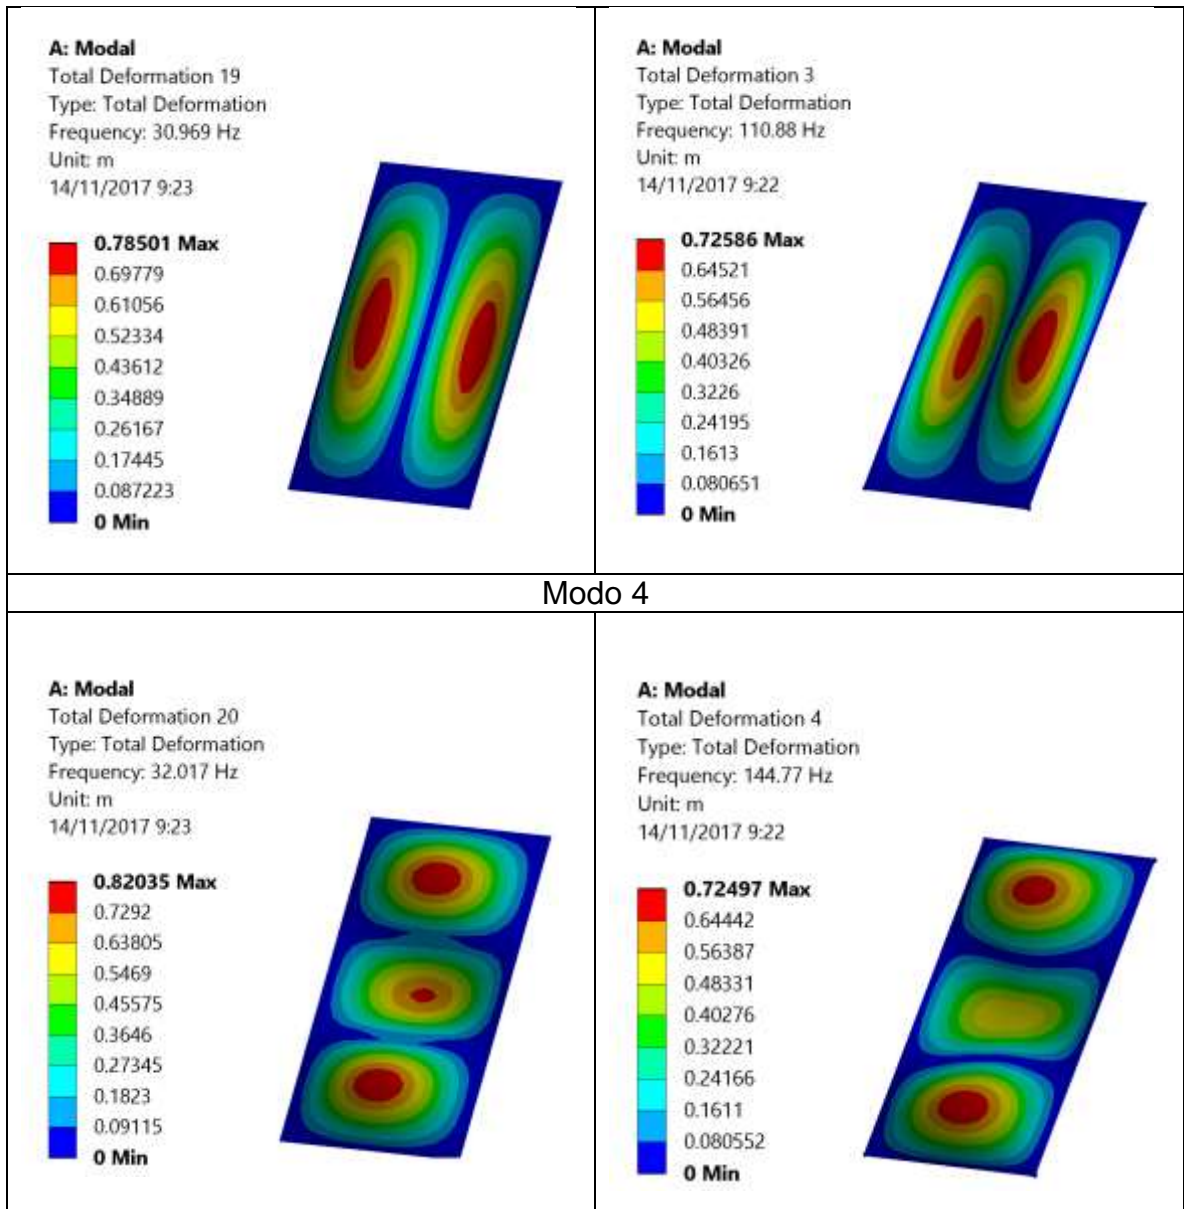 A: Modal
Total Deformation 19
Type: Total Deformation
Frequency: 30.969 Hz
Unit: m
14/11/2017 9:23
0.78501 Max
0.69779
0.61056
0.52334
0.43612
0.34889
0.26167
0.17445
0.087223
0 Min
A: Modal
Total Deformation 3
Type: Total Deformation
Frequency: 110.88 Hz
Unit: m
14/11/2017 9:22
0.72586 Max
0.64521
0.56456
0.48391
0.40326
0.3226
0.24195
0.1613
0.080651
0 Min
Modo 4
A: Modal
Total Deformation 20
Type: Total Deformation
Frequency: 32.017 Hz
Unit: m
14/11/2017 9:23
0.82035 Max
0.7292
0.63805
0.5469
0.45575
0.3646
0.27345
0.1823
0.09115
0 Min
A: Modal
Total Deformation 4
Type: Total Deformation
Frequency: 144.77 Hz
Unit: m
14/11/2017 9:22
0.72497 Max
0.64442
0.56387
0.48331
0.40276
0.32221
0.24166
0.1611
0.080552
0 Min